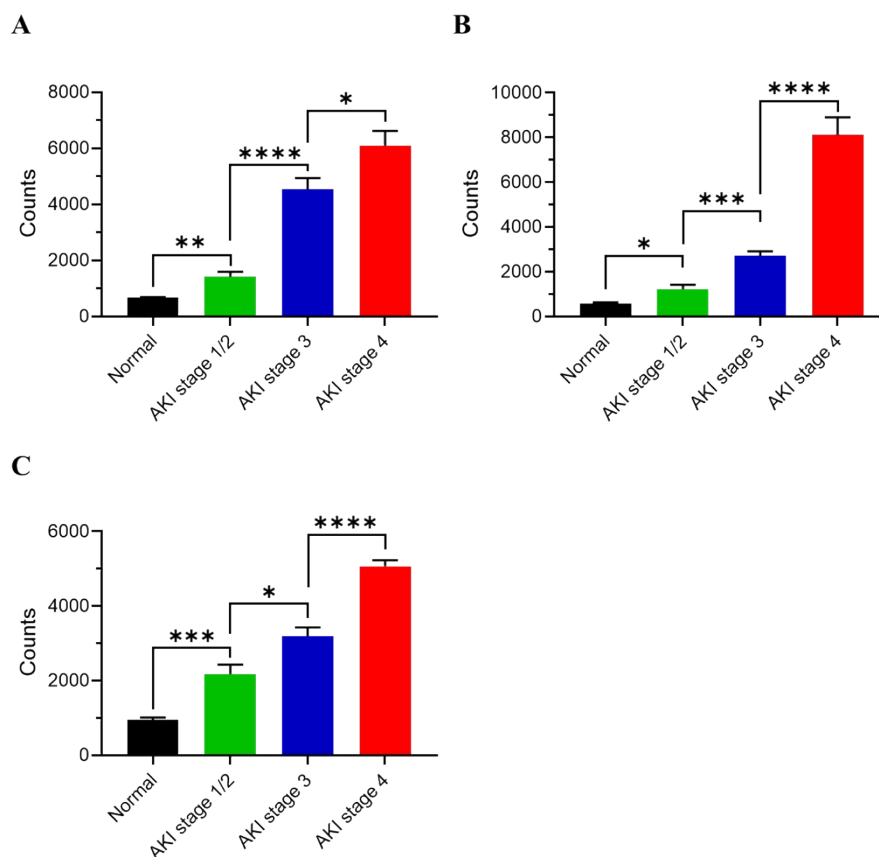 A
Counts
8000
6000
4000
2000
0
**
****
*
Normal
AKI stage 1/2
AKI stage 3
AKI stage 4
B
Counts
10000
8000
6000
4000
2000
0
*
***
****
Normal
AKI stage 1/2
AKI stage 3
AKI stage 4
C
Counts
6000
4000
2000
0
***
*
****
Normal
AKI stage 1/2
AKI stage 3
AKI stage 4